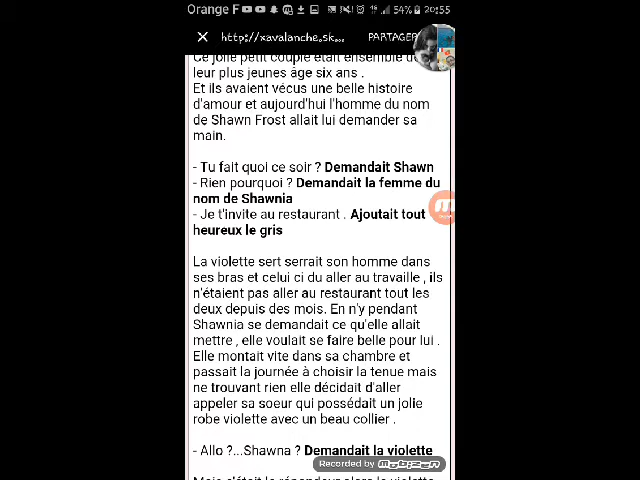 Orange F 54% 20:55
http://xavalanche.sk... PARTAGER
Ce jolie petit couple était ensemble
leur plus jeunes âge six ans .
Et ils avaient vécus une belle histoire
d'amour et aujourd'hui l'homme du nom
de Shawn Frost allait lui demander sa
main.
- Tu fait quoi ce soir ? Demandait Shawn
- Rien pourquoi ? Demandait la femme du
nom de Shawnia
- Je t'invite au restaurant . Ajoutait tout
heureux le gris
La violette sert serrait son homme dans
ses bras et celui ci du aller au travaille , ils
n'étaient pas aller au restaurant tout les
deux depuis des mois. En n'y pendant
Shawnia se demandait ce qu'elle allait
mettre , elle voulait se faire belle pour lui .
Elle montait vite dans sa chambre et
passait la journée à choisir la tenue mais
ne trouvant rien elle décidait d'aller
appeler sa soeur qui possédait un jolie
robe violette avec un beau collier .
- Allo ?...Shawna ? Demandait la violette
Recorded by mobizen